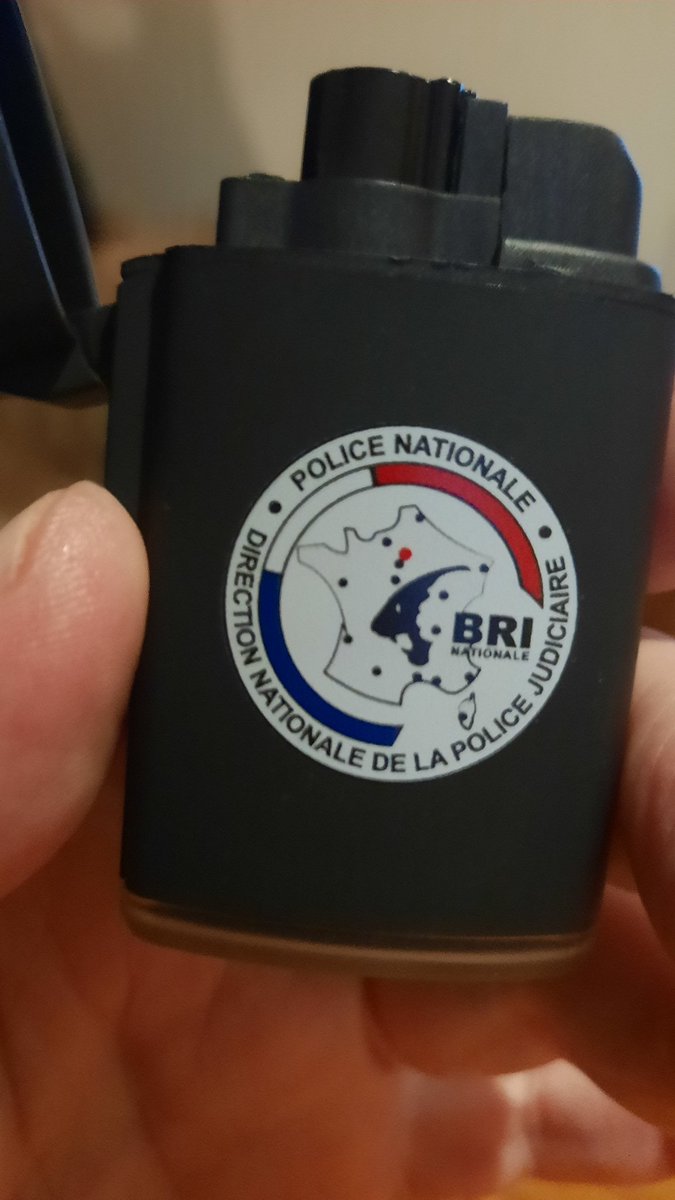 POLICE NATIONALE
BRI
NATIONALE
DIRECTION NATIONALE DE LA POLICE JUDICIAIRE